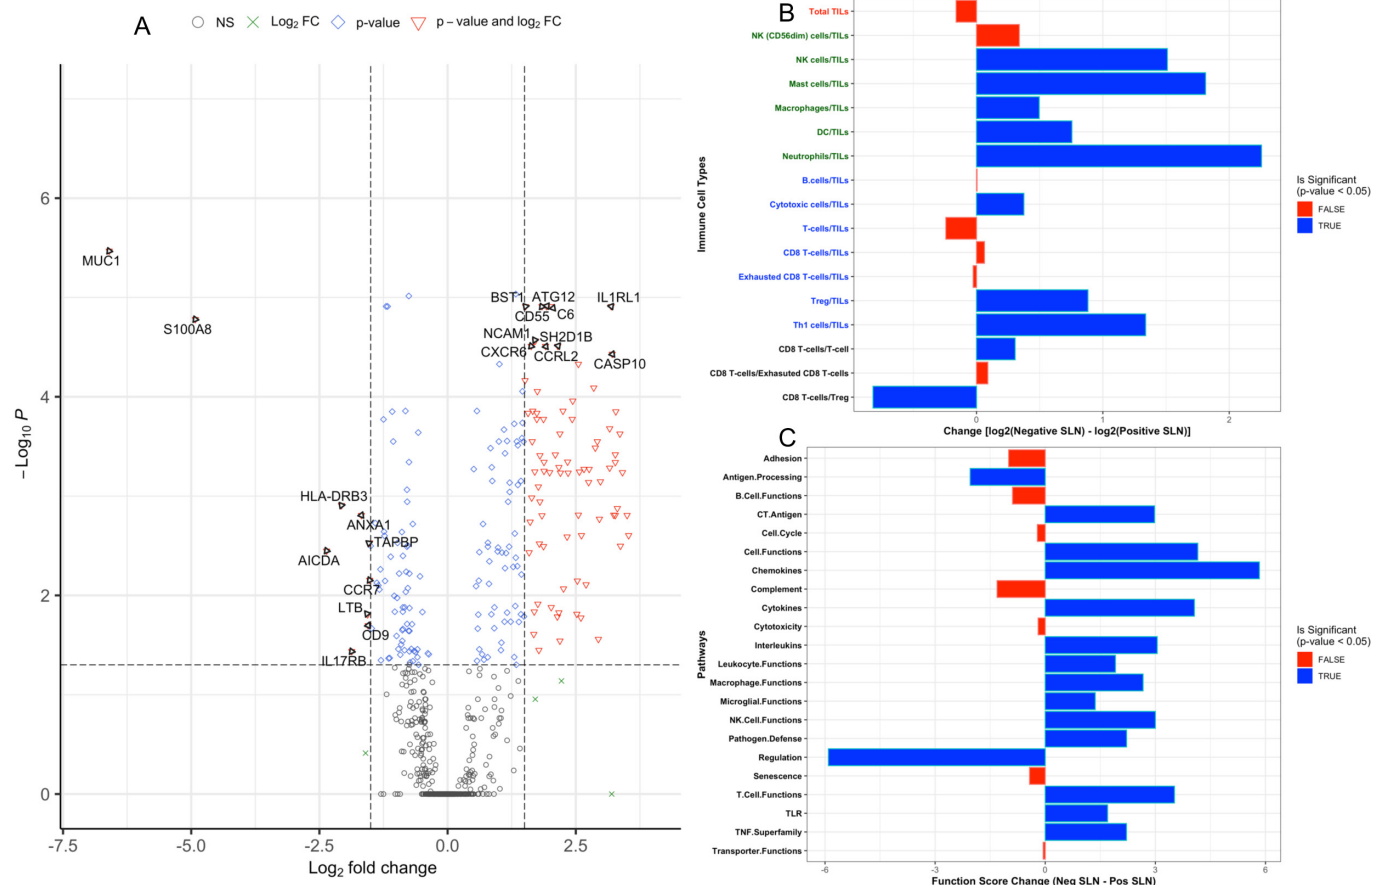 A
NS Log2 FC p-value p − value and log2 FC
6
4
2
0
-7.5 -5.0 -2.5 0.0 2.5
Log2 fold change
−Log10 P
MUC1
S100A8
BST1 ATG12 IL1RL1
CD55 C6
NCAM1 SH2D1B
CXCR6 CCRL2
CASP10
HLA-DRB3
ANXA1
TAPBP
AICDA
CCR7
LTB
CD9
IL17RB
B
Total TILs
NK (CD56dim) cells/TILs
NK cells/TILs
Mast cells/TILs
Macrophages/TILs
DC/TILs
Neutrophils/TILs
B.cells/TILs
Cytotoxic cells/TILs
T-cells/TILs
CD8 T-cells/TILs
Exhausted CD8 T-cells/TILs
Treg/TILs
Th1 cells/TILs
CD8 T-cells/T-cell
CD8 T-cells/Exhasuted CD8 T-cells
CD8 T-cells/Treg
Immune Cell Types
0 1 2
Change [log2(Negative SLN) - log2(Positive SLN)]
Is Significant
(p-value < 0.05)
FALSE
TRUE
C
Adhesion
Antigen.Processing
B.Cell.Functions
CT.Antigen
Cell.Cycle
Cell.Functions
Chemokines
Complement
Cytokines
Cytotoxicity
Interleukins
Leukocyte.Functions
Macrophage.Functions
Microglial.Functions
NK.Cell.Functions
Pathogen.Defense
Regulation
Senescence
T.Cell.Functions
TLR
TNF.Superfamily
Transporter.Functions
Pathways
-6 -3 0 3 6
Function Score Change (Neg SLN - Pos SLN)
Is Significant
(p-value < 0.05)
FALSE
TRUE